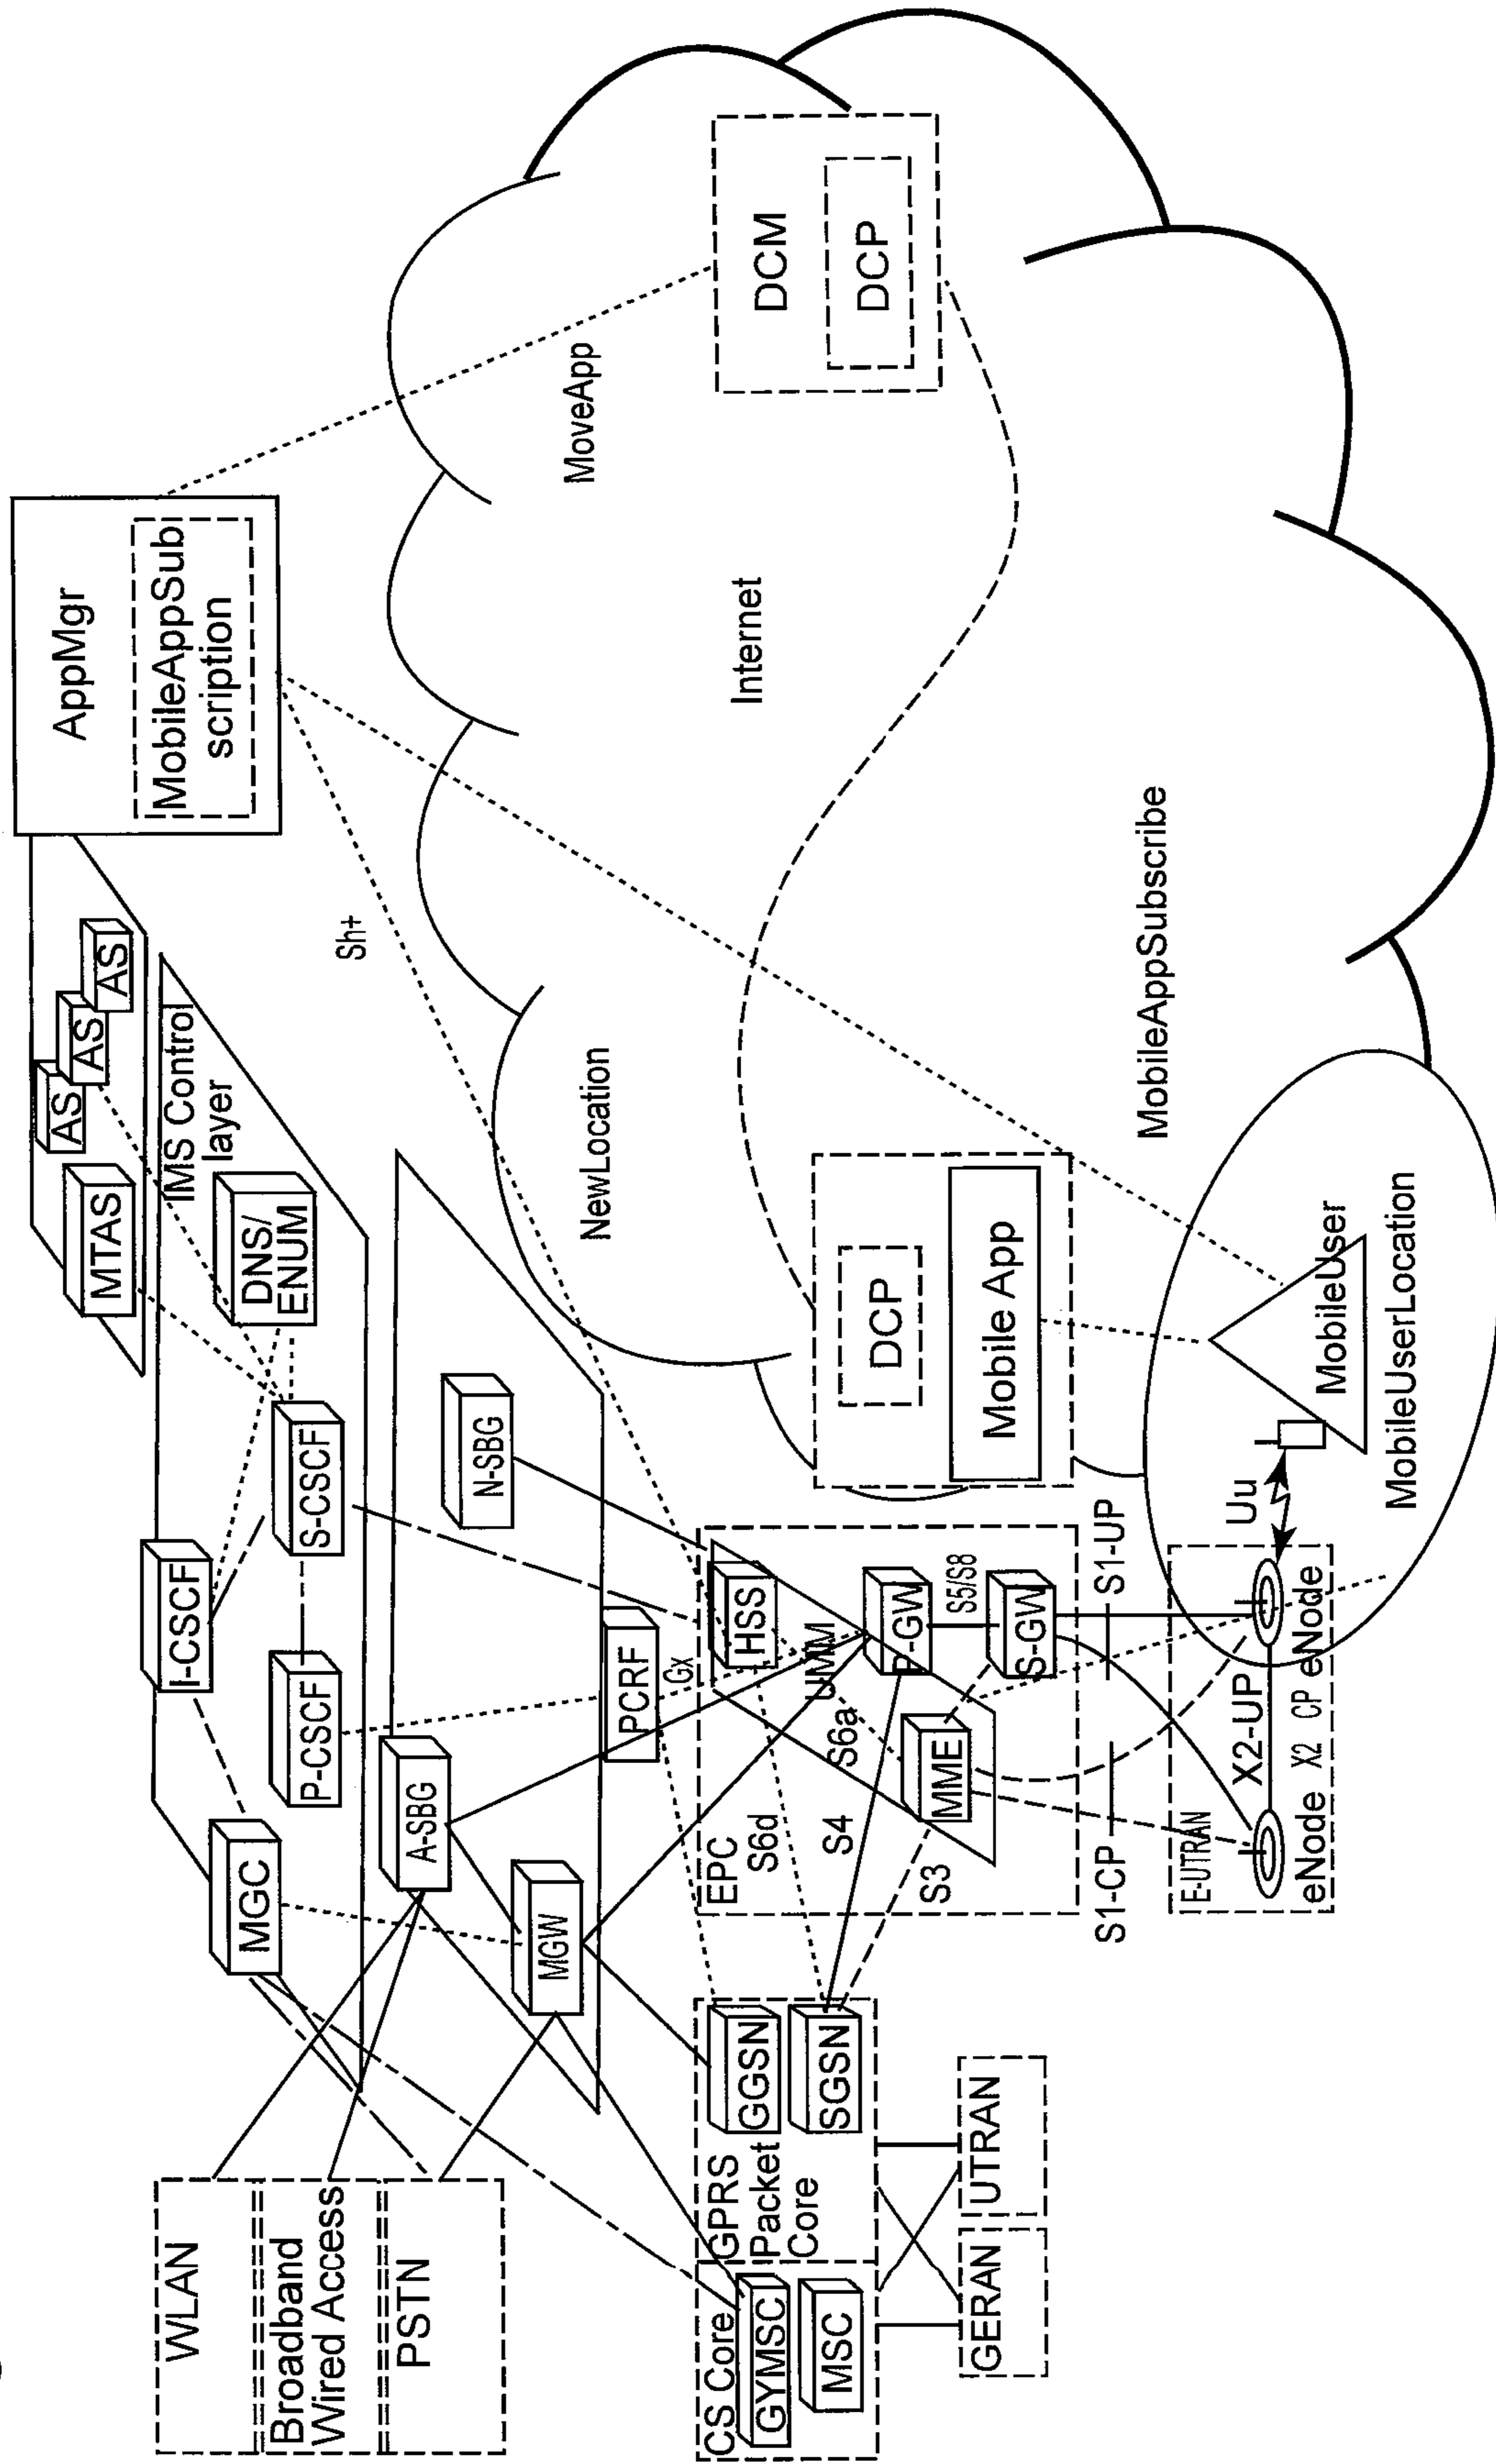 AppMgr
MobileAppSub
scription
AS
AS
AS
MTAS
IMS Control
layer
DNS/
ENUM
I-CSCF
S-CSCF
P-CSCF
MGC
N-SBG
A-SBG
MGW
PCRF
Gx
Sh+
WLAN
Broadband
Wired Access
PSTN
MoveApp
DCM
DCP
Internet
NewLocation
MobileAppSubscribe
DCP
Mobile App
MobileUser
MobileUserLocation
Uu
EPC
HSS
UMM
P-GW
S5/S8
S-GW
MME
S6a
S6d
S4
S3
S1-UP
S1-CP
X2-UP
E-UTRAN
eNode X2 CP eNode
GPRS
Packet
Core
GGSN
SGSN
CS Core
GYMSC
MSC
GERAN
UTRAN